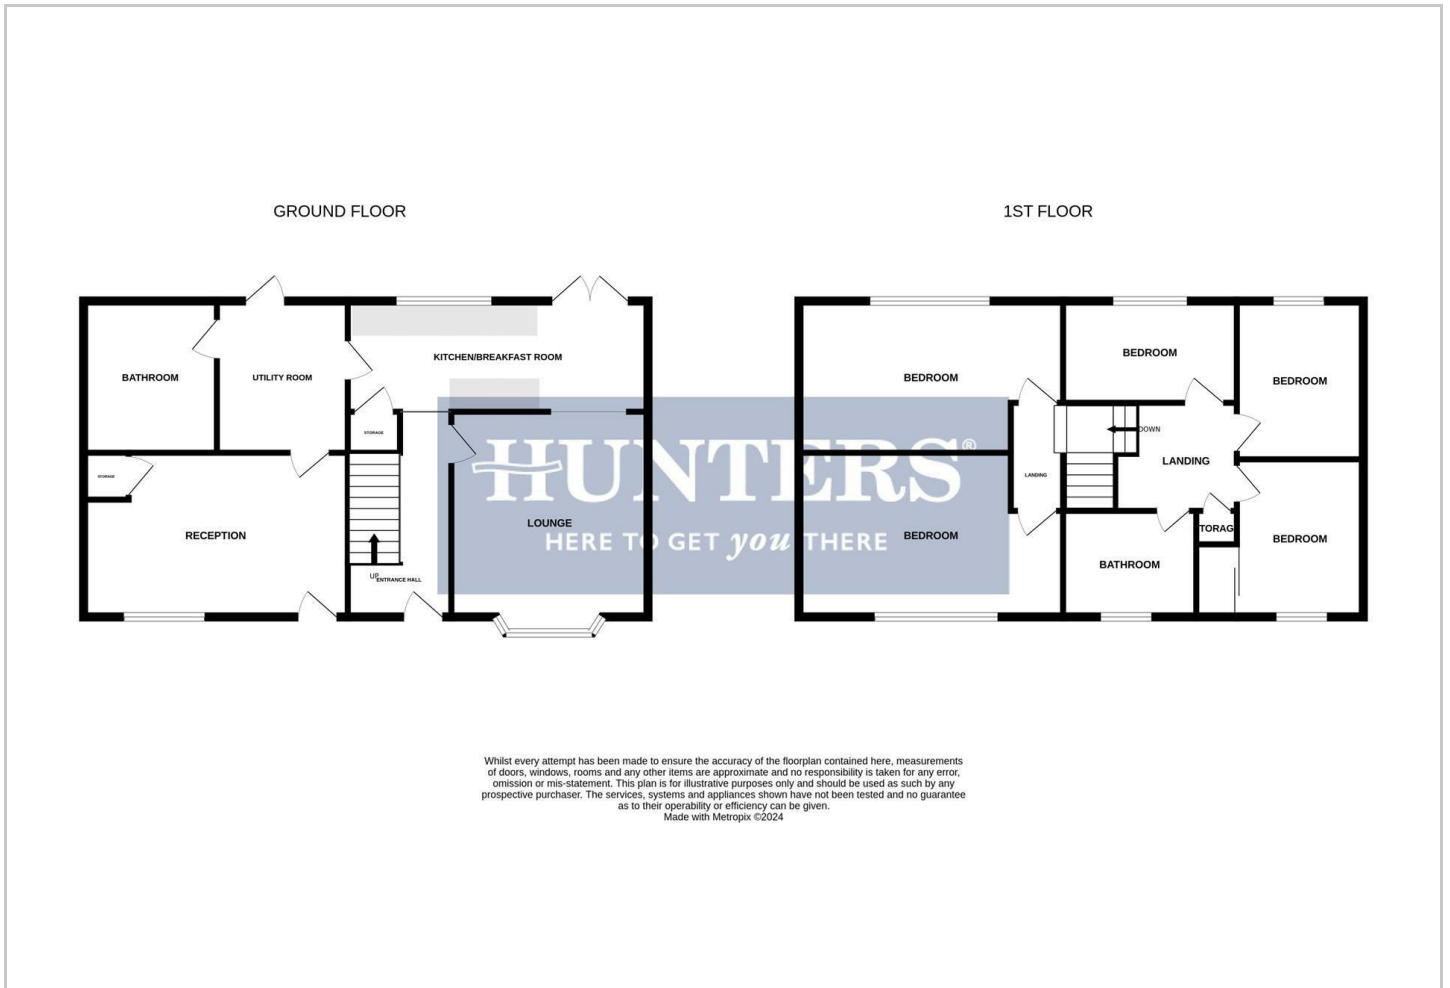 GROUND FLOOR
1ST FLOOR
BATHROOM
UTILITY ROOM
KITCHEN/BREAKFAST ROOM
STORAGE
STORAGE
RECEPTION
UP
ENTRANCE HALL
LOUNGE
BEDROOM
BEDROOM
BEDROOM
DOWN
LANDING
LANDING
BEDROOM
TORAG
BATHROOM
BEDROOM
HUNTERS®
HERE TO GET you THERE
Whilst every attempt has been made to ensure the accuracy of the floorplan contained here, measurements
of doors, windows, rooms and any other items are approximate and no responsibility is taken for any error,
omission or mis-statement. This plan is for illustrative purposes only and should be used as such by any
prospective purchaser. The services, systems and appliances shown have not been tested and no guarantee
as to their operability or efficiency can be given.
Made with Metropix ©2024